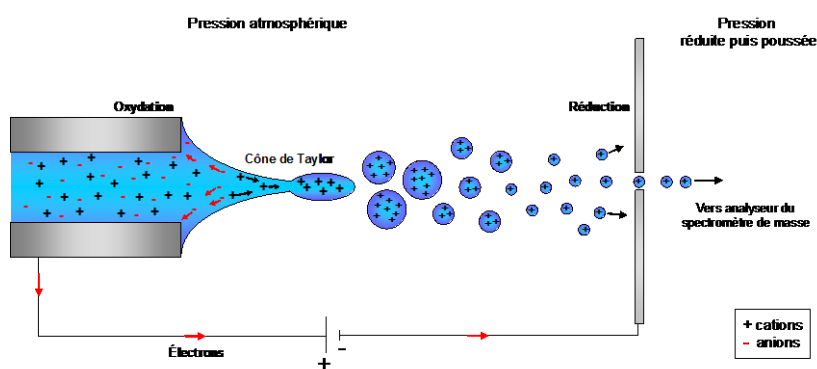 Pression atmosphérique
Pression
réduite puis poussée
Oxydation
Réduction
Cône de Taylor
Vers analyseur du
spectromètre de masse
Électrons
+ -
+ cations
- anions